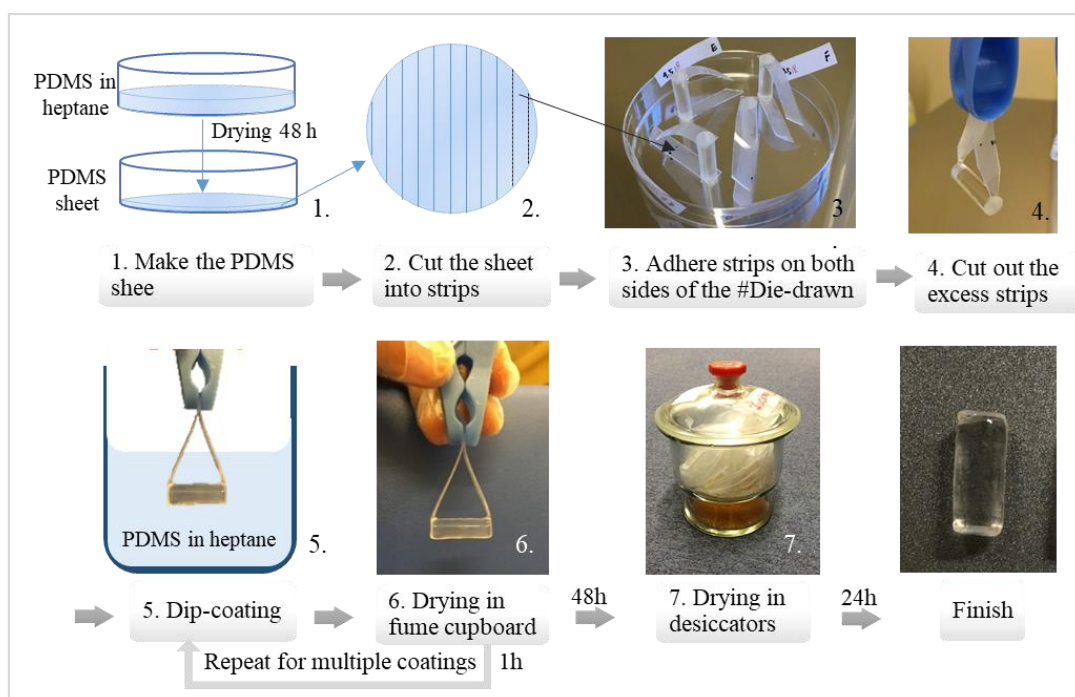 PDMS in
heptane
Drying 48 h
PDMS
sheet
1.
2.
E
F
3
4.
1. Make the PDMS
shee
2. Cut the sheet
into strips
3. Adhere strips on both
sides of the #Die-drawn
4. Cut out the
excess strips
PDMS in heptane
5.
6.
7.
5. Dip-coating
6. Drying in
fume cupboard
48h
7. Drying in
desiccators
24h
Finish
Repeat for multiple coatings
1h